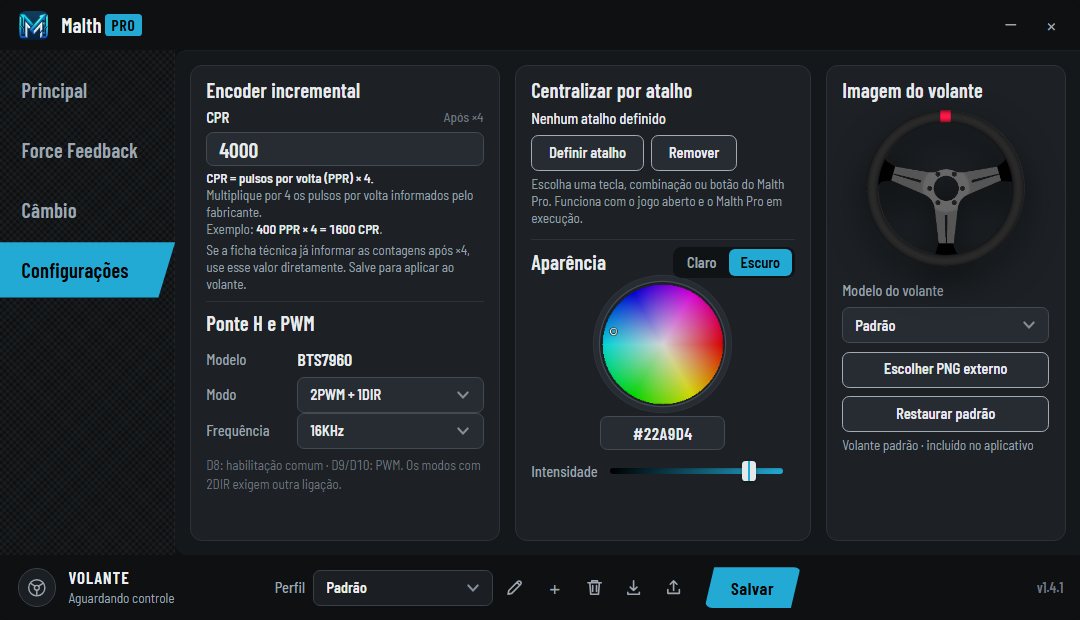 Malth PRO
Principal
Force Feedback
Câmbio
Configurações
Encoder incremental
CPR
Após ×4
4000
CPR = pulsos por volta (PPR) × 4.
Multiplique por 4 os pulsos por volta informados pelo
fabricante.
Exemplo: 400 PPR × 4 = 1600 CPR.
Se a ficha técnica já informar as contagens após ×4,
use esse valor diretamente. Salve para aplicar ao
volante.
Ponte H e PWM
Modelo
BTS7960
Modo
2PWM + 1DIR
Frequência
16KHz
D8: habilitação comum · D9/D10: PWM. Os modos com
2DIR exigem outra ligação.
Centralizar por atalho
Nenhum atalho definido
Definir atalho
Remover
Escolha uma tecla, combinação ou botão do Malth
Pro. Funciona com o jogo aberto e o Malth Pro em
execução.
Aparência
Claro
Escuro
#22A9D4
Intensidade
Imagem do volante
Modelo do volante
Padrão
Escolher PNG externo
Restaurar padrão
Volante padrão · incluído no aplicativo
VOLANTE
Aguardando controle
Perfil
Padrão
Salvar
v1.4.1